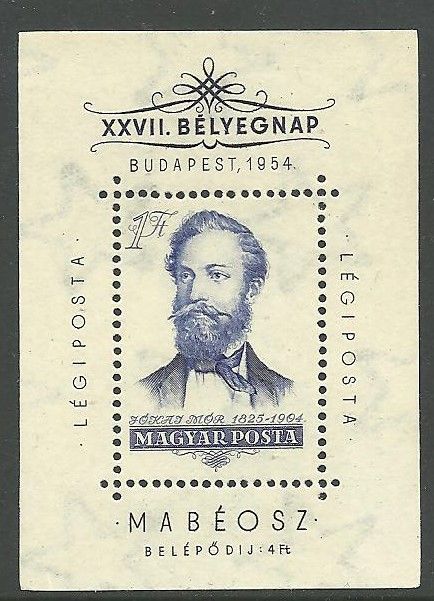 XXVII. BÉLYEGNAP
BUDAPEST, 1954.
LÉGIPOSTA
1 Ft
LÉGIPOSTA
JÓKAI MÓR 1825-1904.
MAGYAR POSTA
· MABÉOSZ ·
BELÉPŐDIJ: 4 Ft